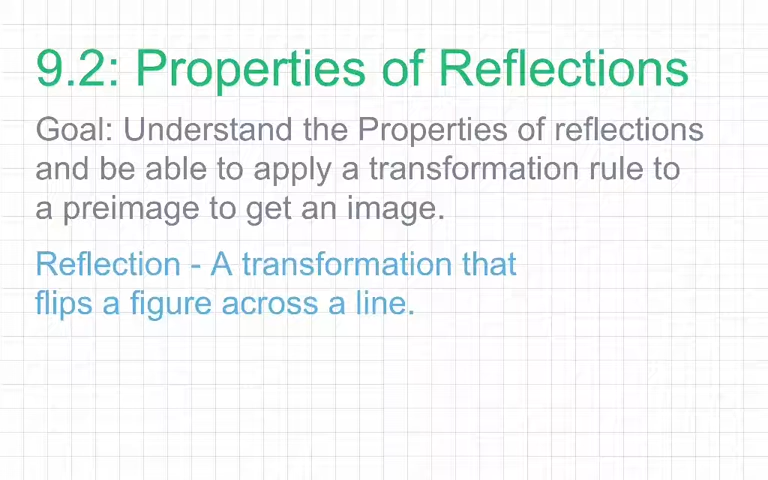 9.2: Properties of Reflections
Goal: Understand the Properties of reflections
and be able to apply a transformation rule to
a preimage to get an image.
Reflection - A transformation that
flips a figure across a line.